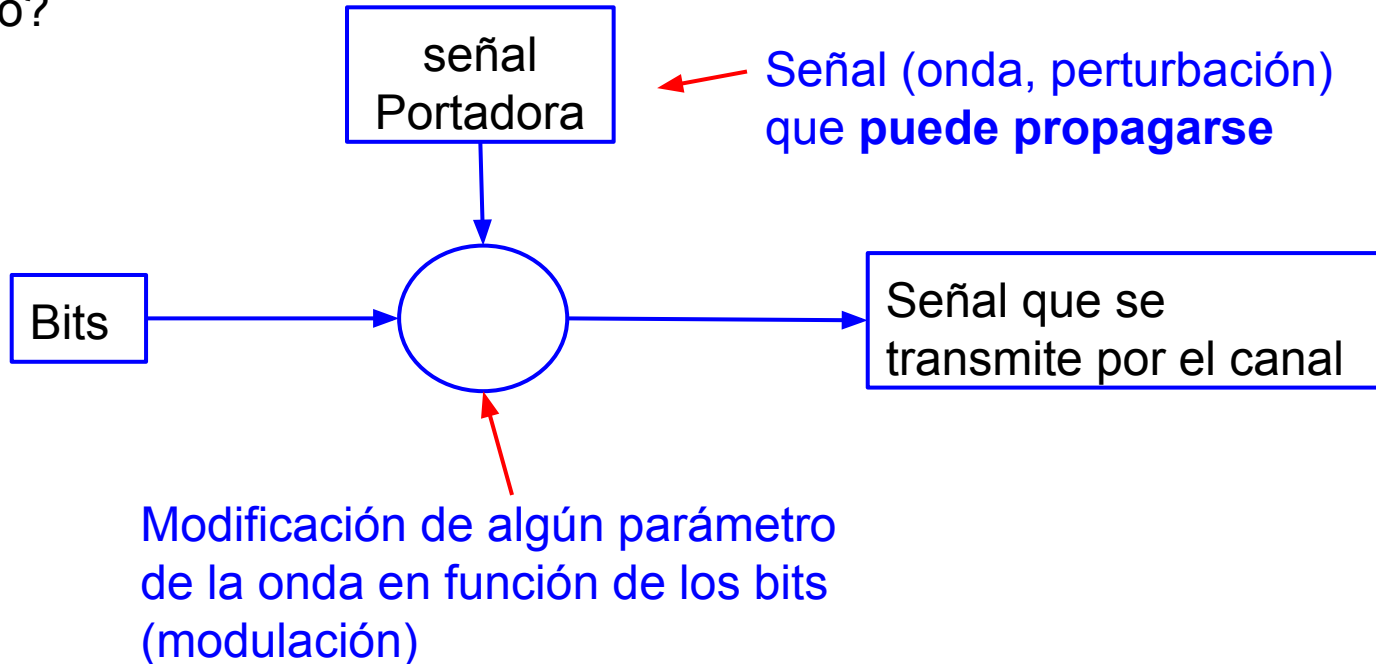 o?
señal
Portadora
Señal (onda, perturbación)
que puede propagarse
Bits
Señal que se
transmite por el canal
Modificación de algún parámetro
de la onda en función de los bits
(modulación)